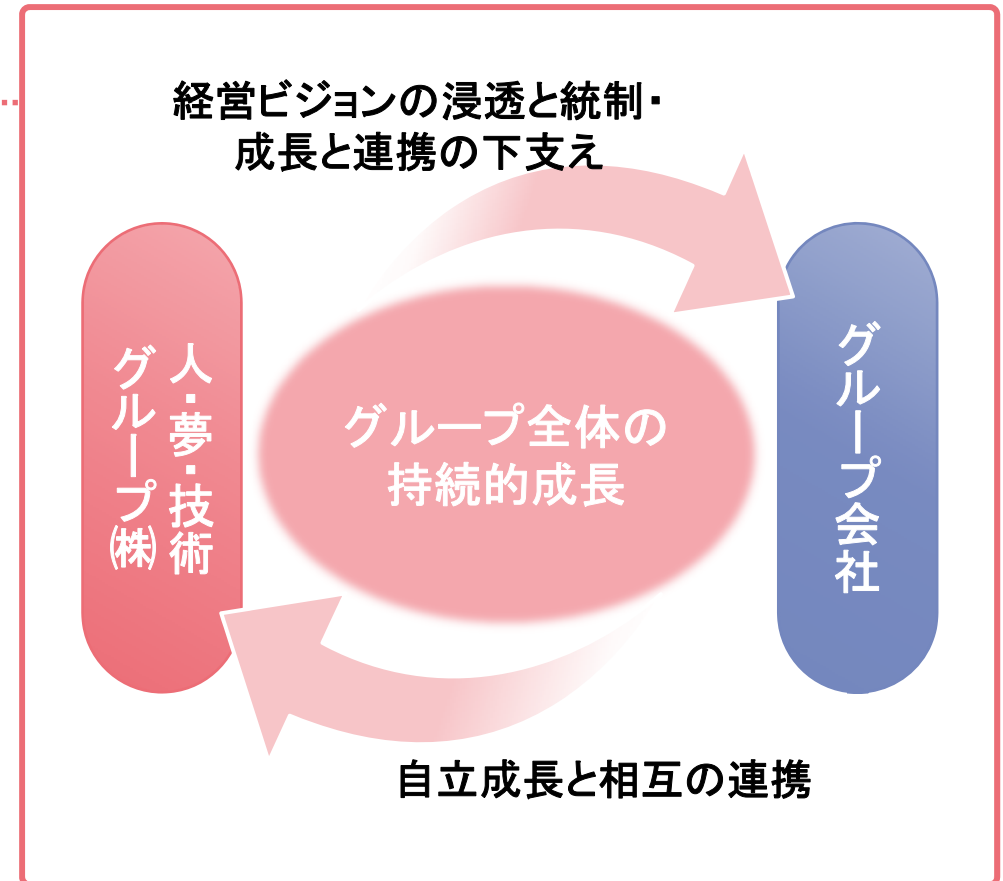 経営ビジョンの浸透と統制・
成長と連携の下支え
人・夢・技術
グループ㈱
グループ全体の
持続的成長
グループ会社
自立成長と相互の連携